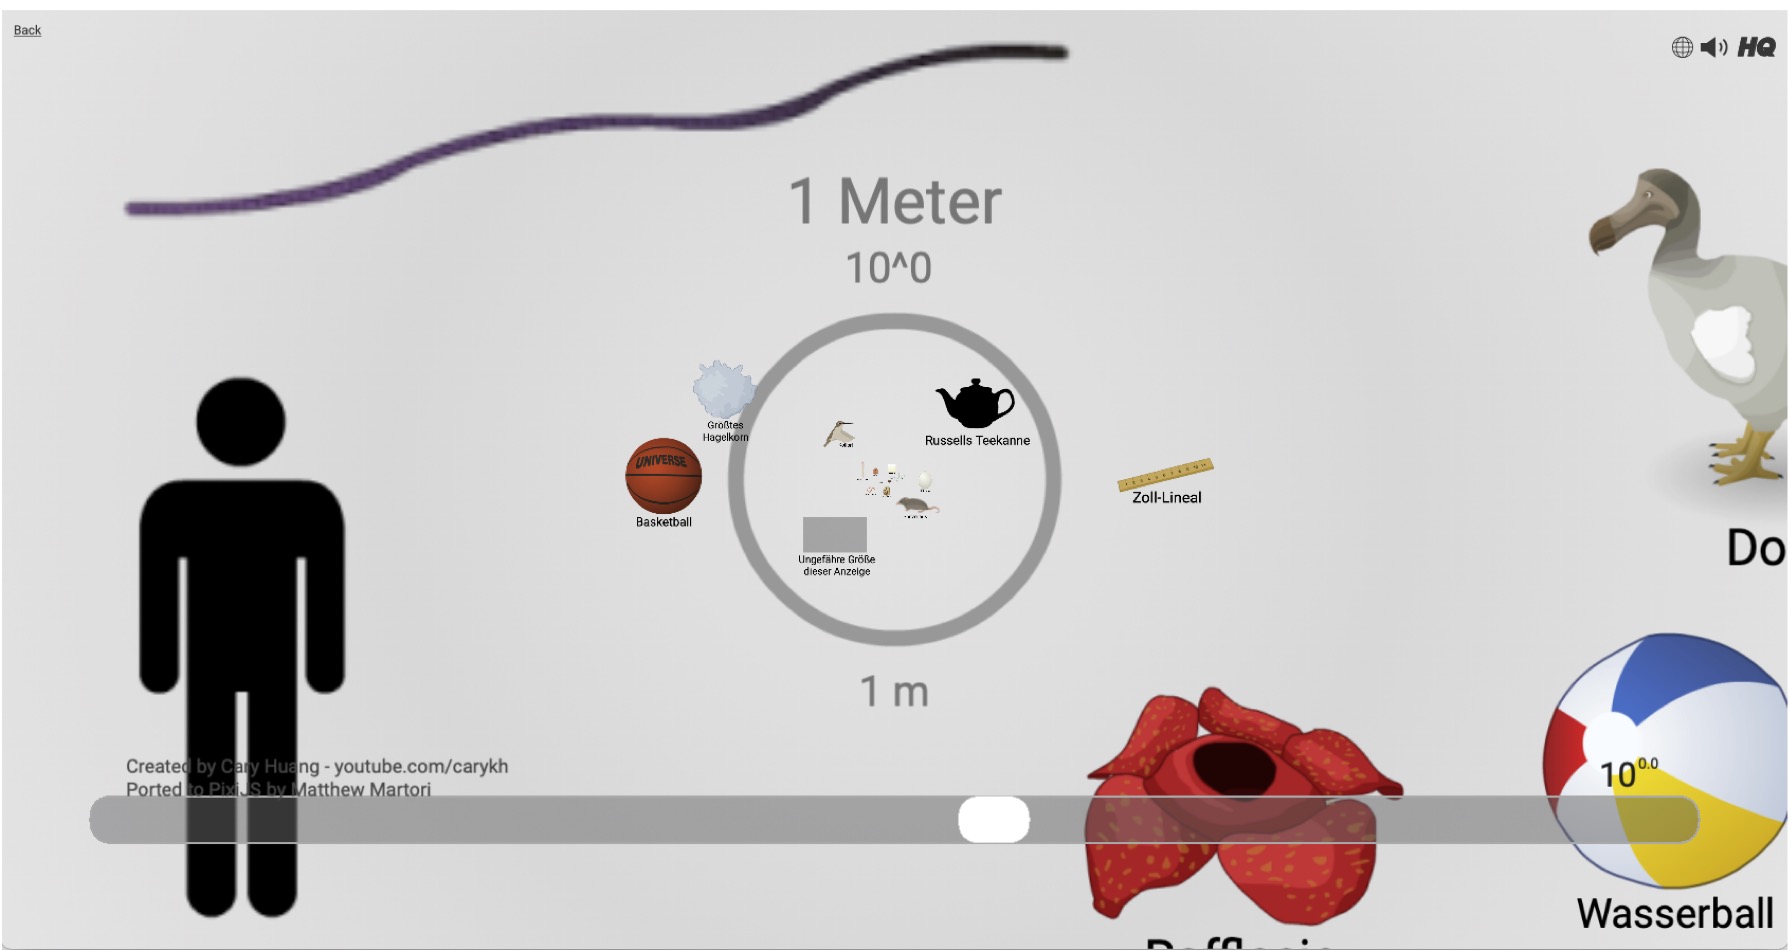 Back
HQ
1 Meter
10^0
Größtes
Hagelkorn
UNIVERSE
Basketball
Russells Teekanne
Zoll-Lineal
Ungefähre Größe
dieser Anzeige
Do
1 m
Created by Cary Huang - youtube.com/carykh
Ported to PixiJS by Matthew Martori
10^0.0
Wasserball